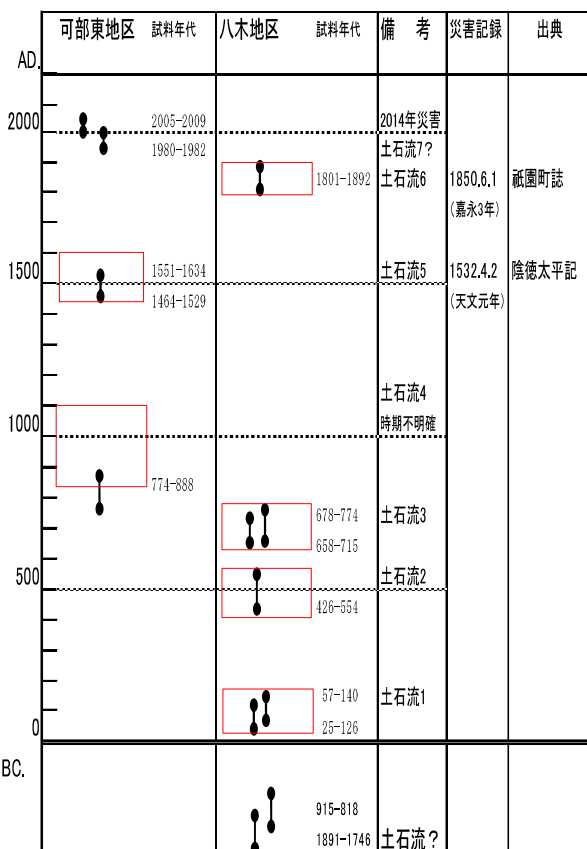 可部東地区 試料年代 八木地区 試料年代 備 考 災害記録 出典
AD.
2000 2005-2009 2014年災害
1980-1982 土石流7?
1801-1892 土石流6 1850.6.1 祇園町誌
(嘉永3年)
1500 1551-1634 土石流5 1532.4.2 陰徳太平記
1464-1529 (天文元年)
土石流4
1000 時期不明確
774-888
678-774 土石流3
658-715
500 土石流2
426-554
57-140 土石流1
0 25-126
BC.
915-818
1891-1746 土石流?